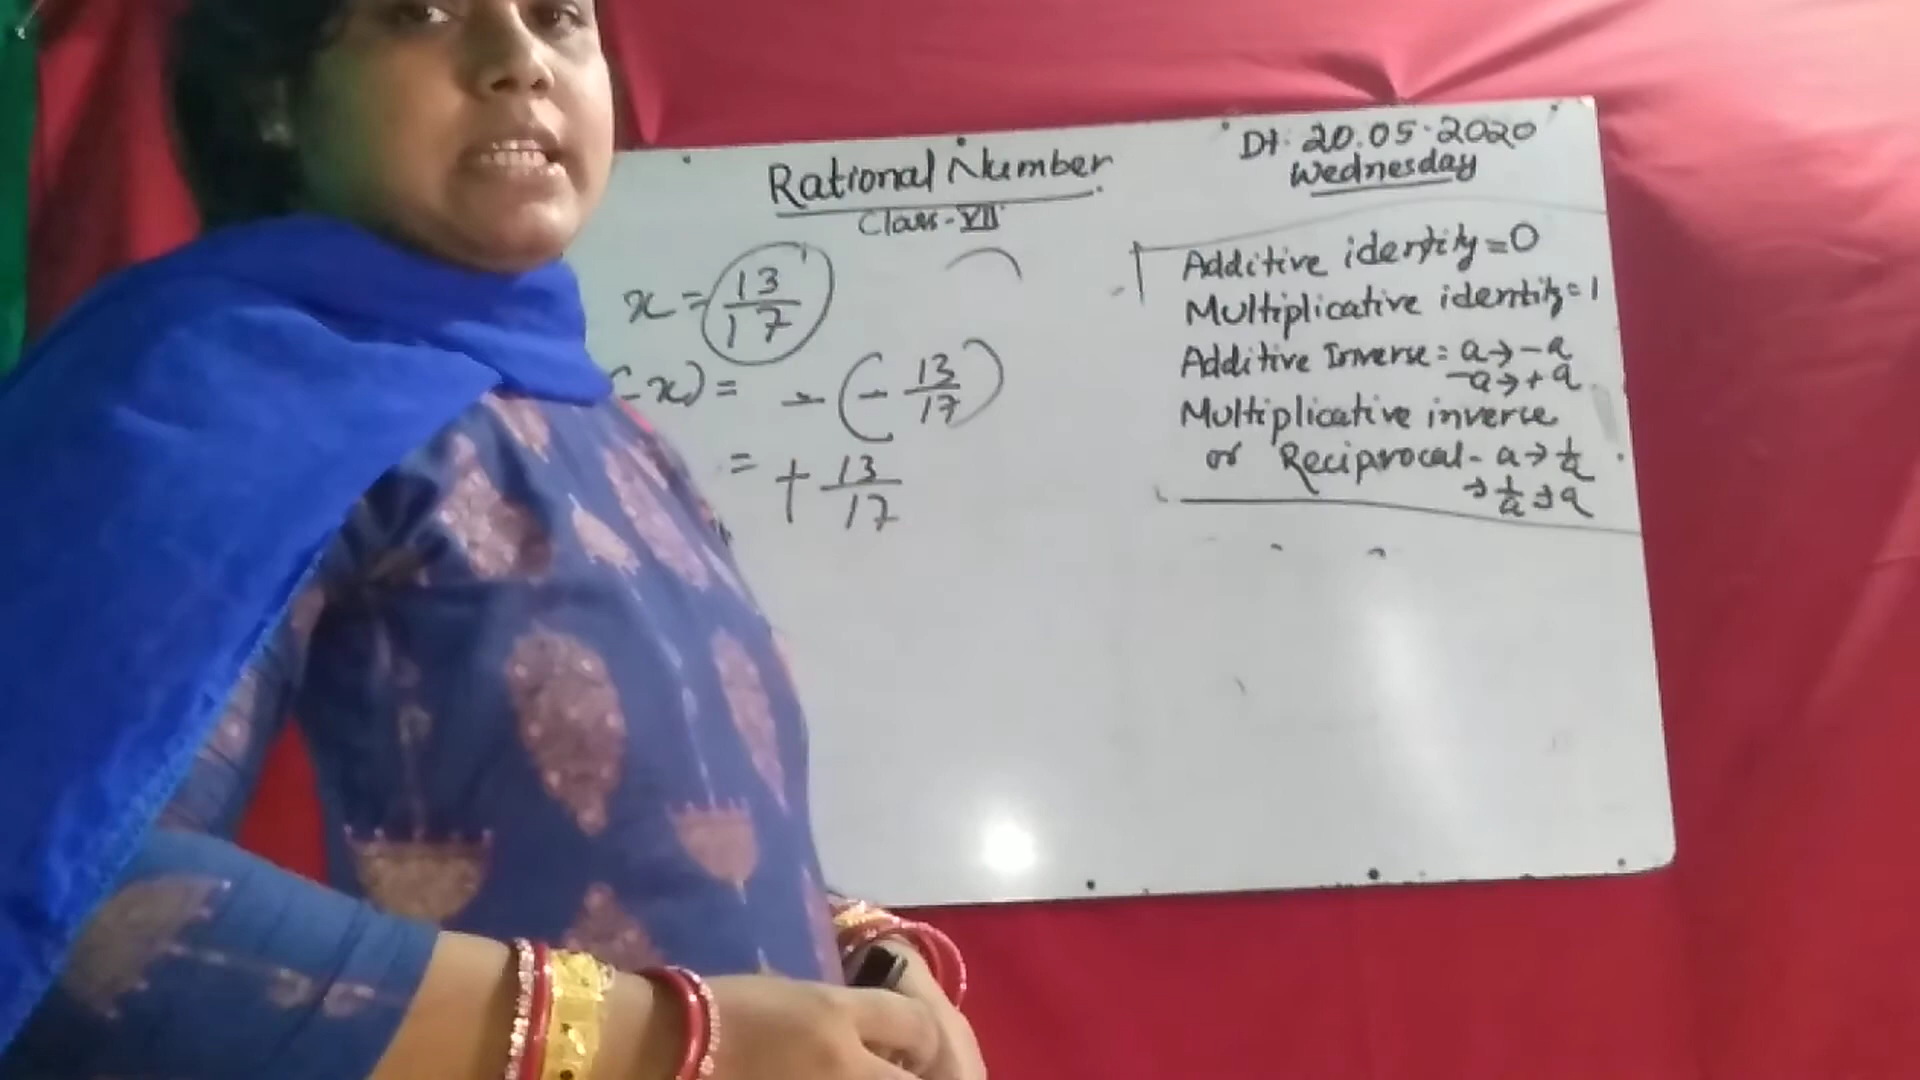 Rational Number
Class-VII
Dt. 20.05.2020
Wednesday
x = 13/17
-x) = -(-13/17)
= +13/17
Additive identity = 0
Multiplicative identity = 1
Additive Inverse: a → -a
-a → +a
Multiplicative inverse
or Reciprocal - a → 1/a
→ 1/a → a